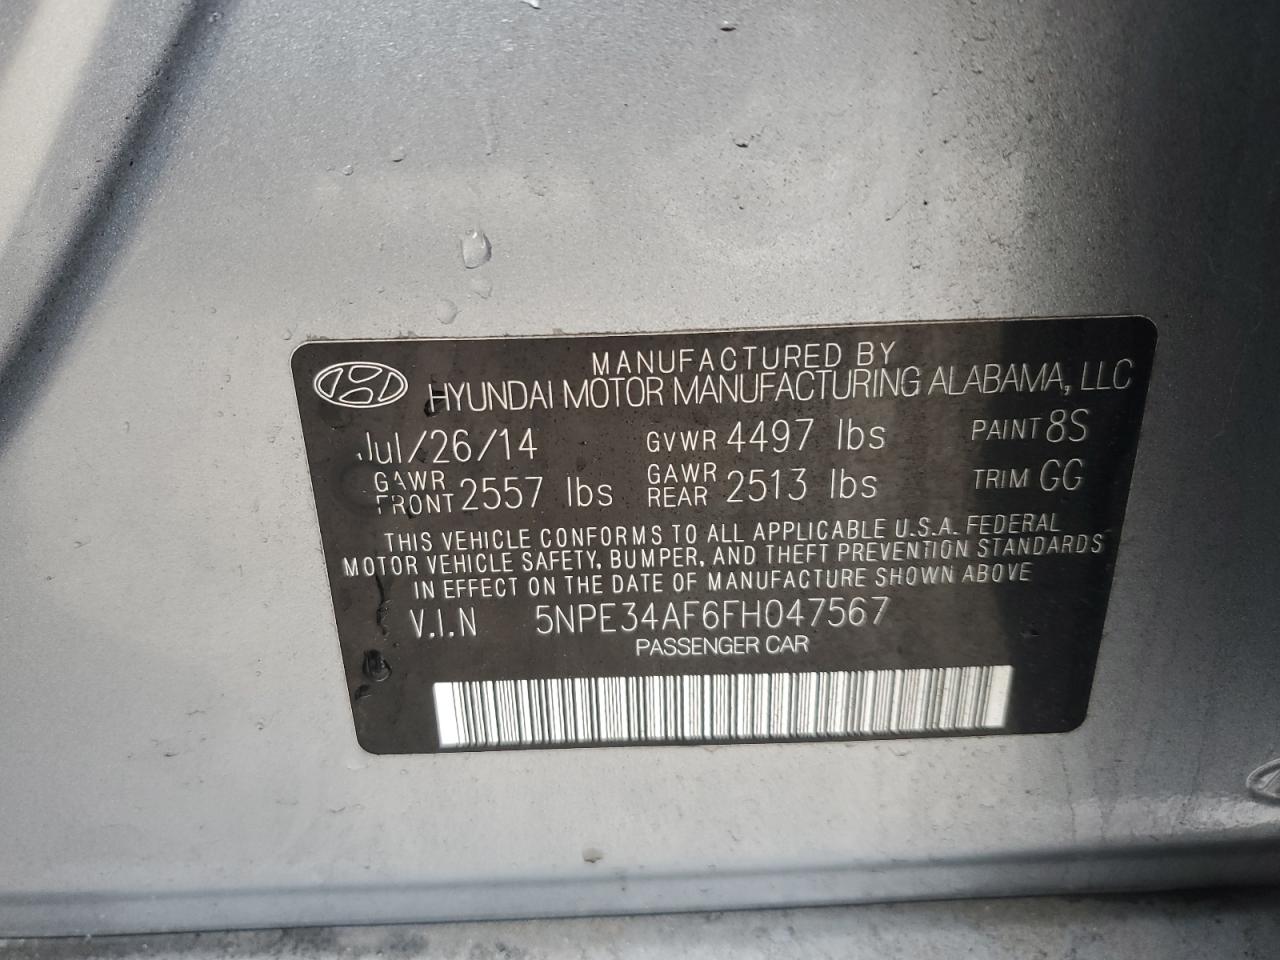 MANUFACTURED BY
HYUNDAI MOTOR MANUFACTURING ALABAMA, LLC
Jul/26/14 GVWR 4497 lbs PAINT 8S
GAWR FRONT 2557 lbs GAWR REAR 2513 lbs TRIM GG
THIS VEHICLE CONFORMS TO ALL APPLICABLE U.S.A. FEDERAL
MOTOR VEHICLE SAFETY, BUMPER, AND THEFT PREVENTION STANDARDS
IN EFFECT ON THE DATE OF MANUFACTURE SHOWN ABOVE
V.I.N 5NPE34AF6FH047567
PASSENGER CAR